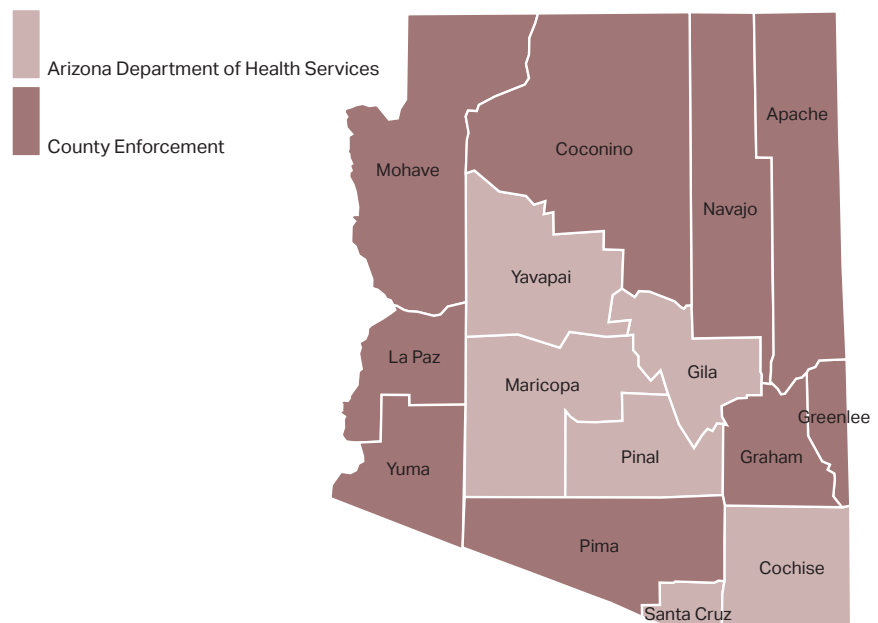 Arizona Department of Health Services
County Enforcement
Apache
Coconino
Mohave
Navajo
Yavapai
La Paz
Gila
Maricopa
Greenlee
Pinal
Graham
Yuma
Pima
Cochise
Santa Cruz